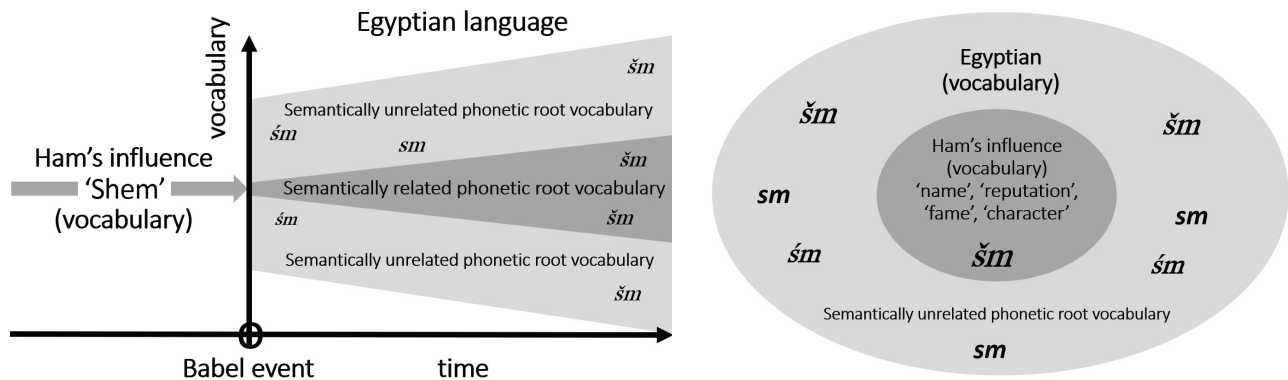 Egyptian language
vocabulary
šm
Semantically unrelated phonetic root vocabulary
śm
sm
Ham’s influence
‘Shem’
(vocabulary)
šm
Semantically related phonetic root vocabulary
śm
šm
Semantically unrelated phonetic root vocabulary
šm
Babel event
time
Egyptian
(vocabulary)
šm
šm
Ham’s influence
(vocabulary)
‘name’, ‘reputation’,
‘fame’, ‘character’
šm
sm
sm
śm
śm
Semantically unrelated phonetic root vocabulary
sm